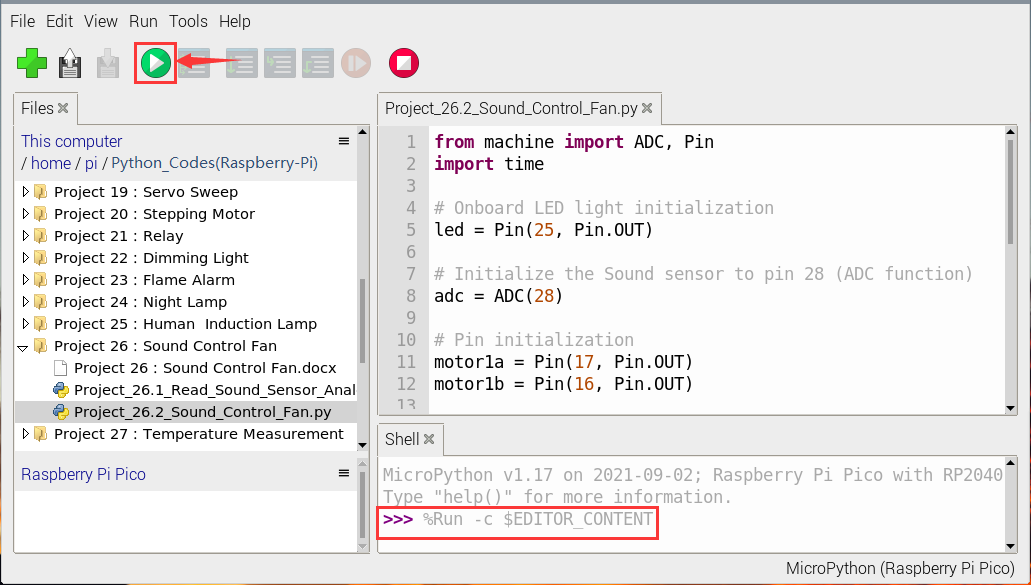 File Edit View Run Tools Help
Files
This computer
/ home / pi / Python_Codes(Raspberry-Pi)
Project 19 : Servo Sweep
Project 20 : Stepping Motor
Project 21 : Relay
Project 22 : Dimming Light
Project 23 : Flame Alarm
Project 24 : Night Lamp
Project 25 : Human  Induction Lamp
Project 26 : Sound Control Fan
Project 26 : Sound Control Fan.docx
Project_26.1_Read_Sound_Sensor_Anal
Project_26.2_Sound_Control_Fan.py
Project 27 : Temperature Measurement
Raspberry Pi Pico
Project_26.2_Sound_Control_Fan.py
1 from machine import ADC, Pin
2 import time
3
4 # Onboard LED light initialization
5 led = Pin(25, Pin.OUT)
6
7 # Initialize the Sound sensor to pin 28 (ADC function)
8 adc = ADC(28)
9
10 # Pin initialization
11 motor1a = Pin(17, Pin.OUT)
12 motor1b = Pin(16, Pin.OUT)
13
Shell
MicroPython v1.17 on 2021-09-02; Raspberry Pi Pico with RP2040
Type "help()" for more information.
>>> %Run -c $EDITOR_CONTENT
MicroPython (Raspberry Pi Pico)